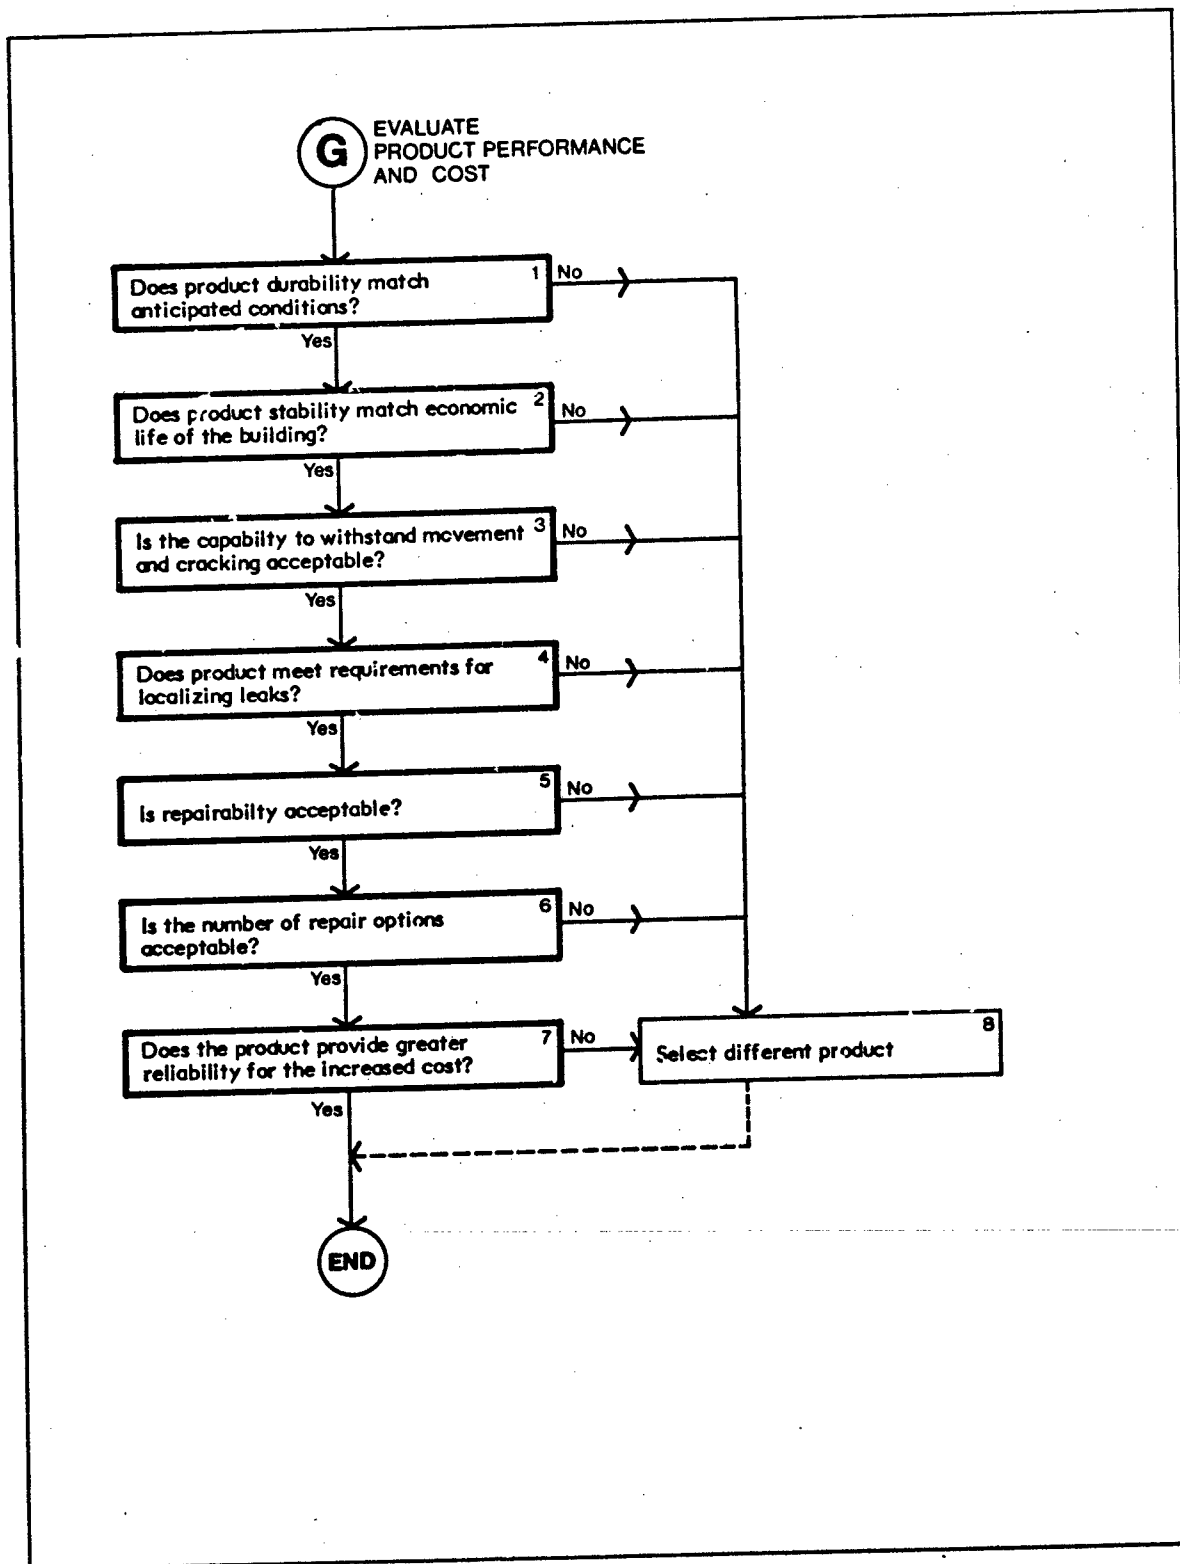 G
EVALUATE
PRODUCT PERFORMANCE
AND COST
1
Does product durability match
anticipated conditions?
No
Yes
2
Does product stability match economic
life of the building?
No
Yes
3
Is the capabilty to withstand movement
and cracking acceptable?
No
Yes
4
Does product meet requirements for
localizing leaks?
No
Yes
5
Is repairabilty acceptable?
No
Yes
6
Is the number of repair options
acceptable?
No
Yes
7
Does the product provide greater
reliability for the increased cost?
No
8
Select different product
Yes
END